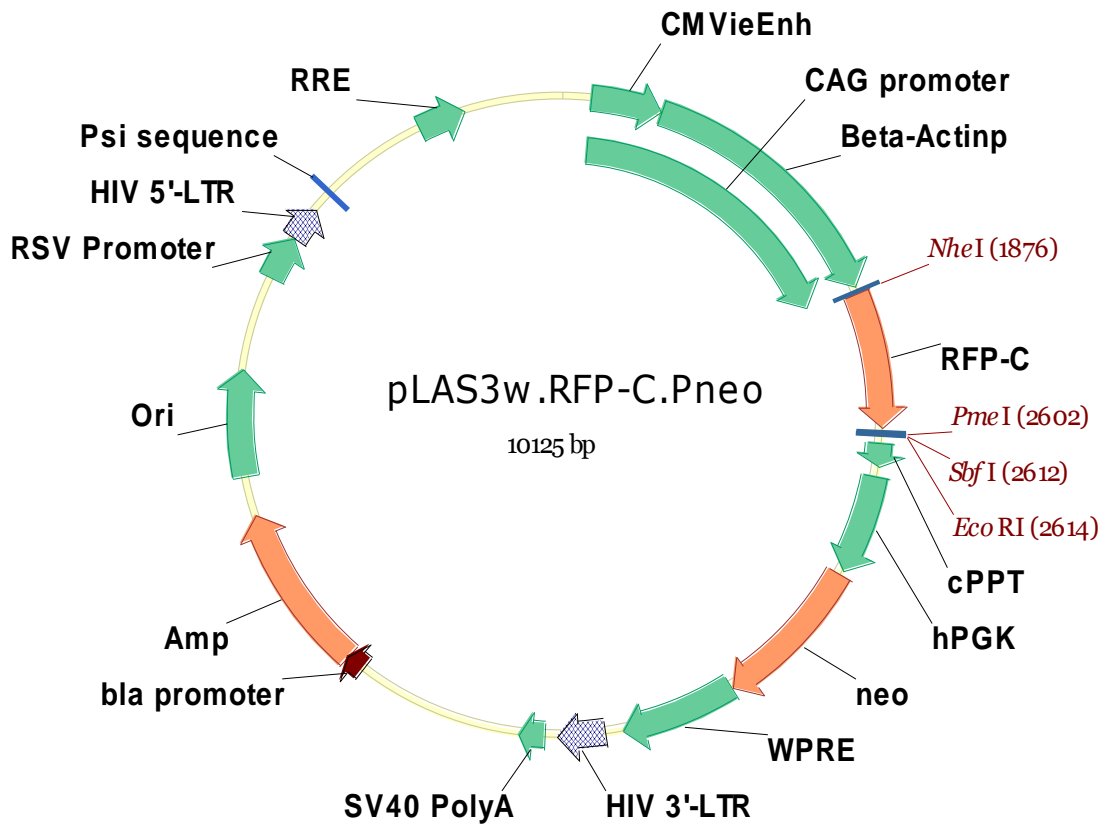 CMVieEnh
RRE
CAG promoter
Psi sequence
Beta-Actinp
HIV 5'-LTR
RSV Promoter
NheI (1876)
RFP-C
pLAS3w.RFP-C.Pneo
Ori
PmeI (2602)
10125 bp
SbfI (2612)
EcoRI (2614)
cPPT
Amp
hPGK
bla promoter
neo
WPRE
SV40 PolyA
HIV 3'-LTR